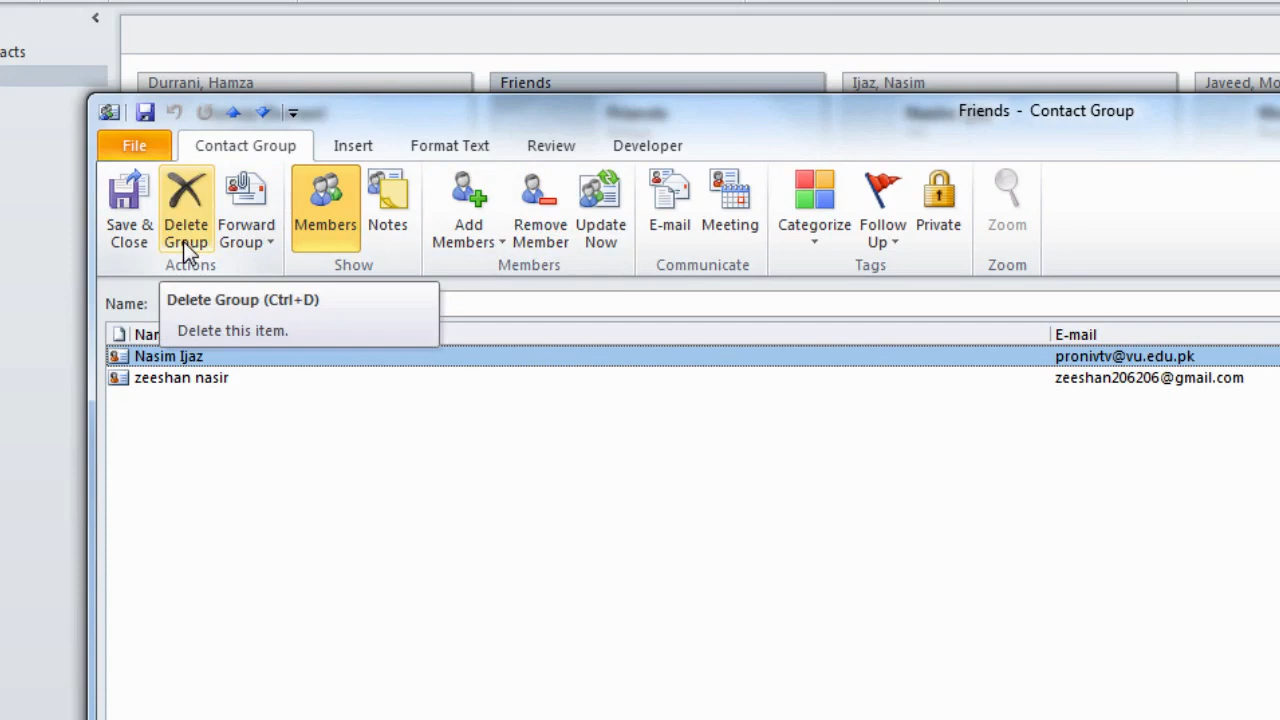 acts
Durrani, Hamza
Friends
Ijaz, Nasim
Javeed, Mo
Friends - Contact Group
File
Contact Group
Insert
Format Text
Review
Developer
Save &
Close
Delete
Group
Forward
Group
Members
Notes
Add
Members
Remove
Member
Update
Now
E-mail
Meeting
Categorize
Follow
Up
Private
Zoom
Actions
Show
Members
Communicate
Tags
Zoom
Name:
Delete Group (Ctrl+D)
Delete this item.
Nar
E-mail
Nasim Ijaz
pronivtv@vu.edu.pk
zeeshan nasir
zeeshan206206@gmail.com